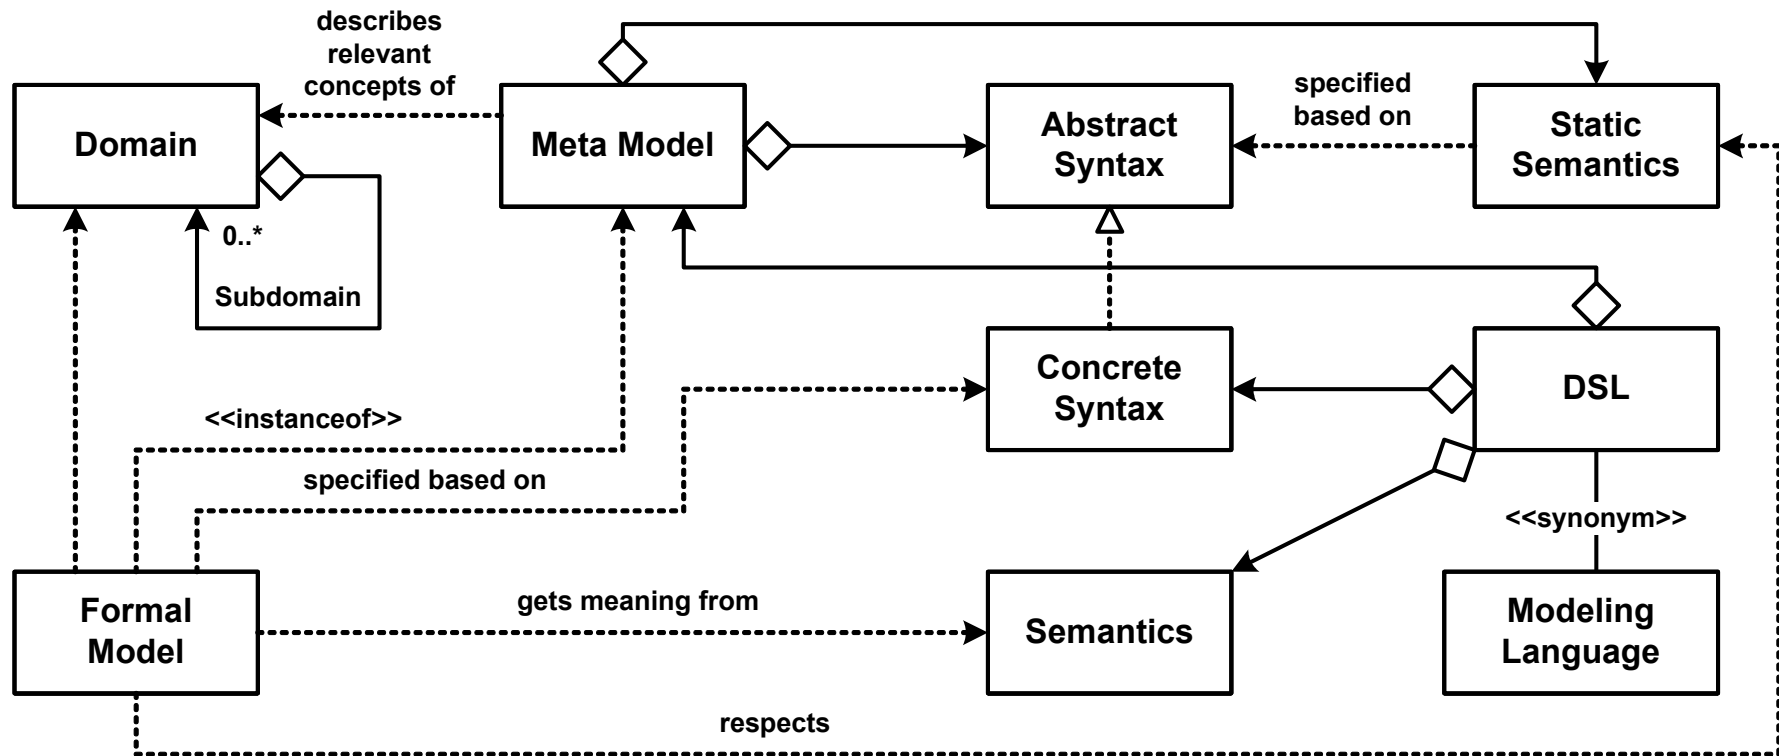 describes
relevant
concepts of
Domain
Meta Model
Abstract
Syntax
specified
based on
Static
Semantics
0..*
Subdomain
Concrete
Syntax
DSL
<<instanceof>>
specified based on
<<synonym>>
Formal
Model
gets meaning from
Semantics
Modeling
Language
respects